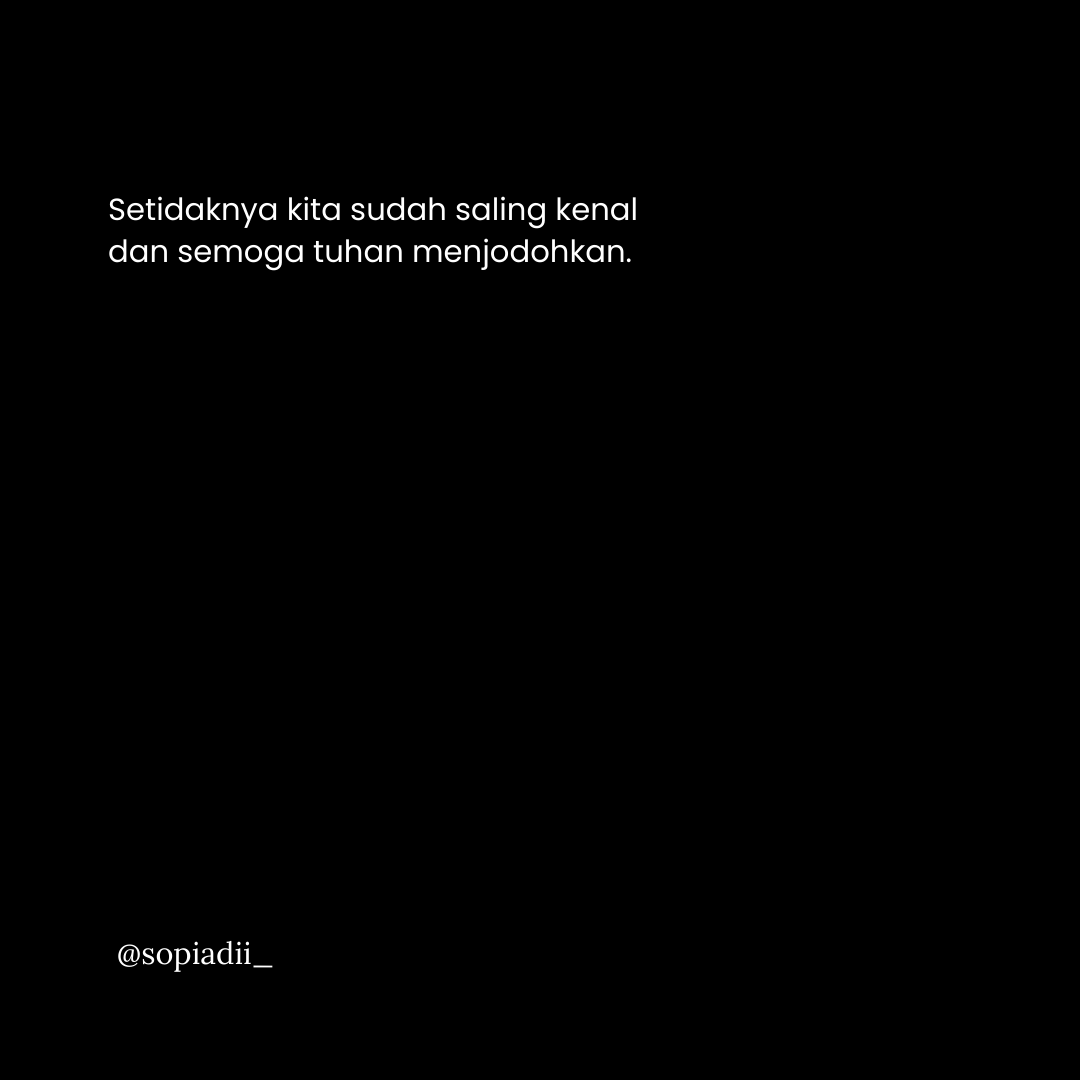 Setidaknya kita sudah saling kenal
dan semoga tuhan menjodohkan.
@sopiadii_